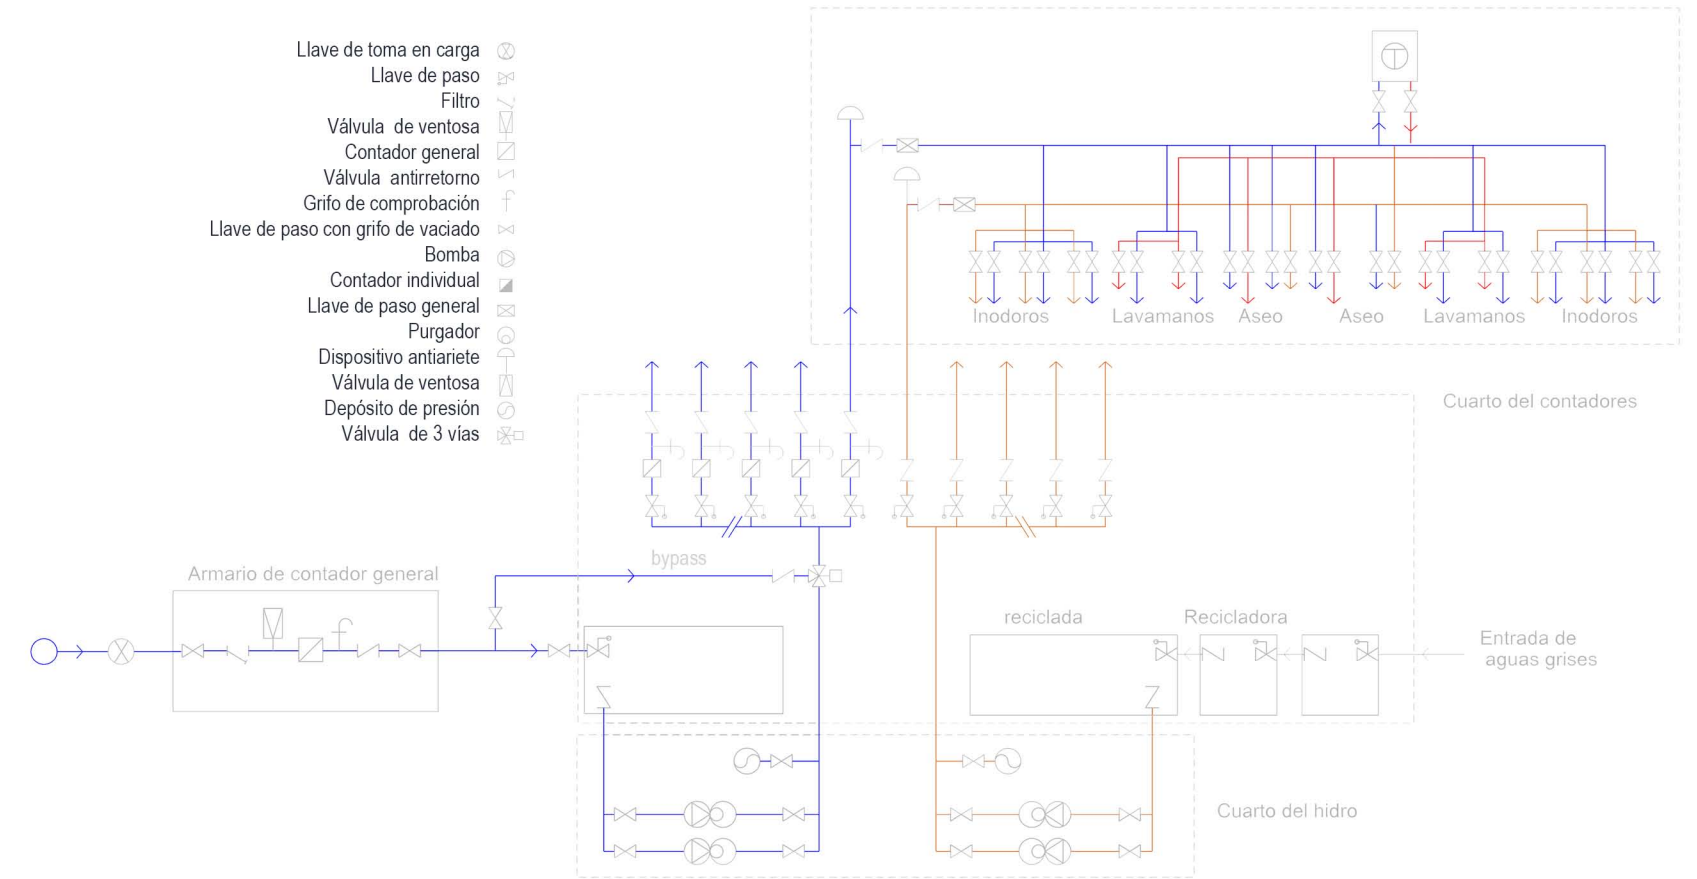 Llave de toma en carga
Llave de paso
Filtro
Válvula de ventosa
Contador general
Válvula antirretorno
Grifo de comprobación
Llave de paso con grifo de vaciado
Bomba
Contador individual
Llave de paso general
Purgador
Dispositivo antiariete
Válvula de ventosa
Depósito de presión
Válvula de 3 vías
Inodoros
Lavamanos
Aseo
Aseo
Lavamanos
Inodoros
Cuarto del contadores
bypass
Armario de contador general
reciclada
Recicladora
Entrada de
aguas grises
Cuarto del hidro